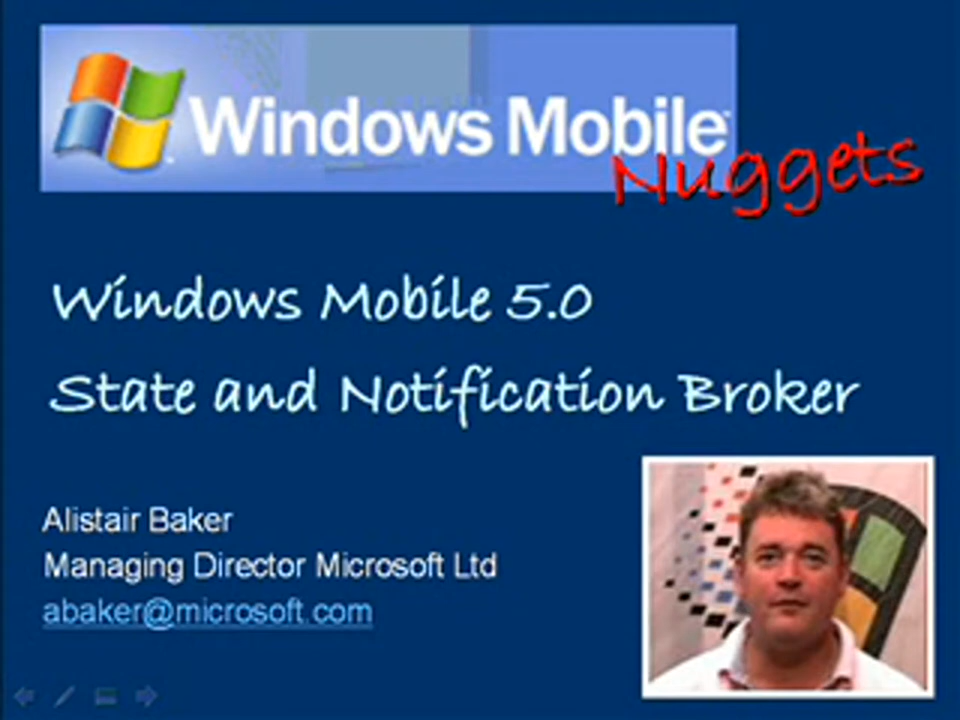 Windows Mobile
Nuggets
Windows Mobile 5.0
State and Notification Broker
Alistair Baker
Managing Director Microsoft Ltd
abaker@microsoft.com